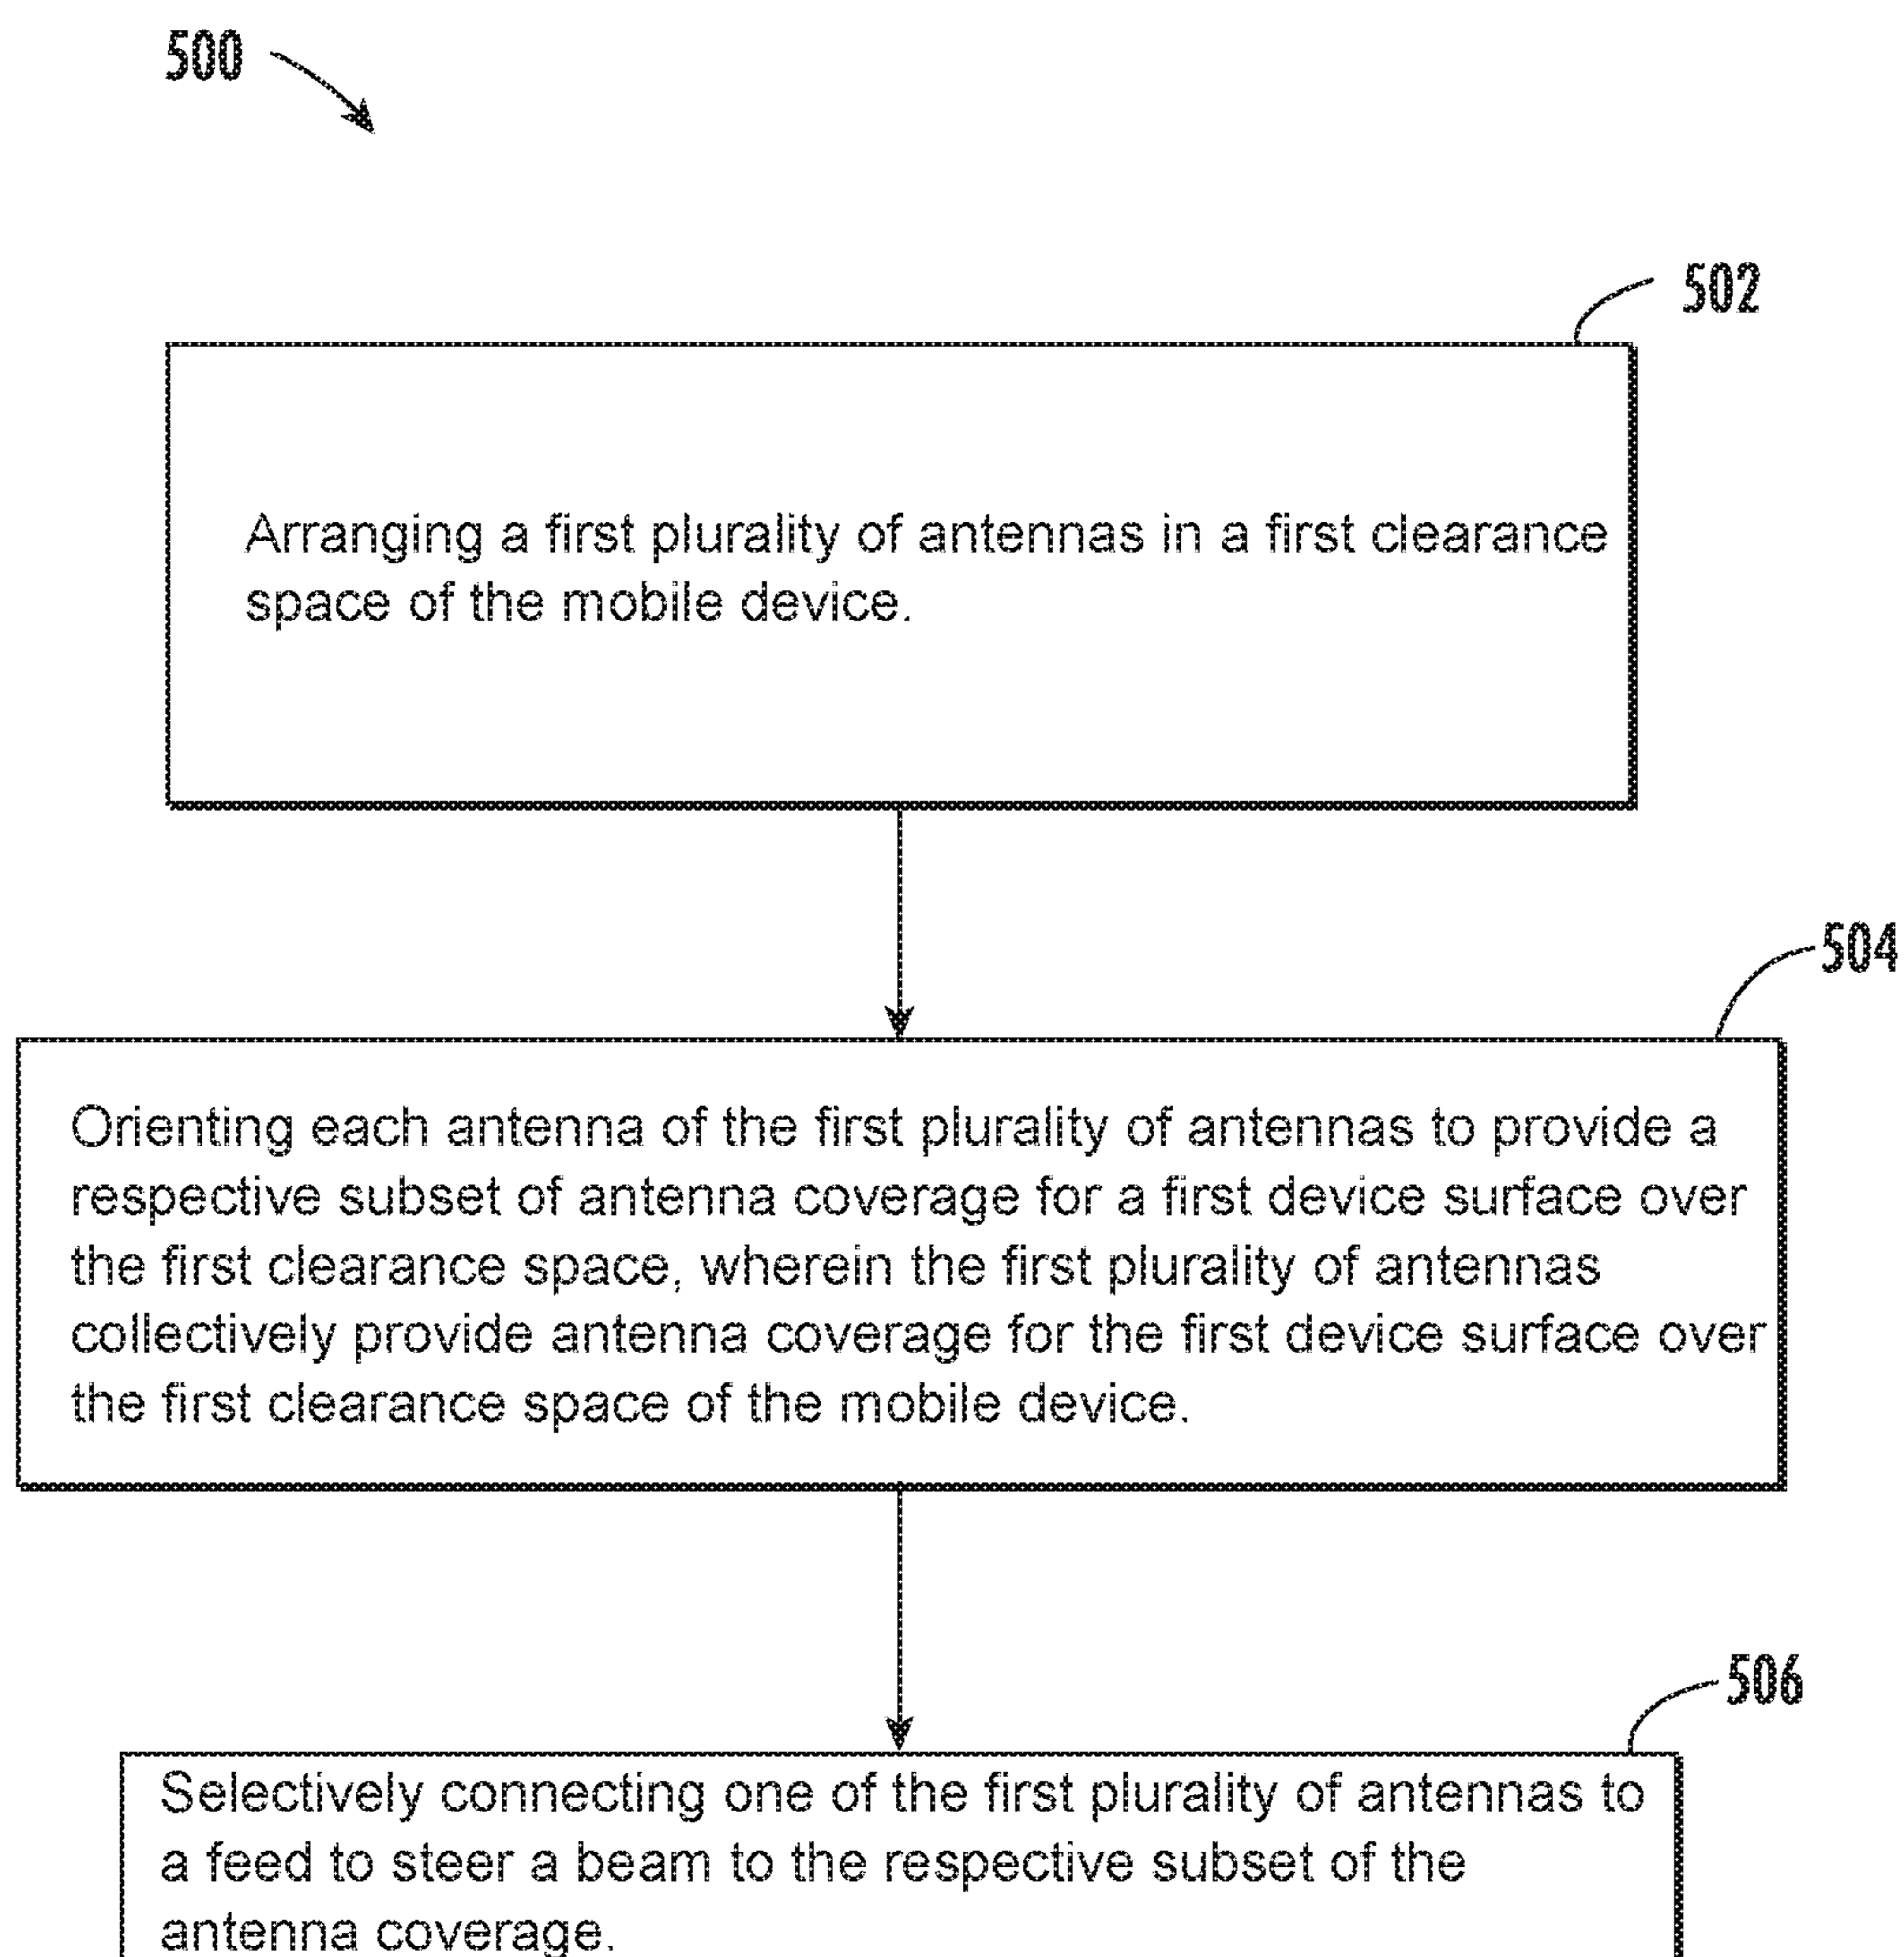 500
502
Arranging a first plurality of antennas in a first clearance
space of the mobile device.
504
Orienting each antenna of the first plurality of antennas to provide a
respective subset of antenna coverage for a first device surface over
the first clearance space, wherein the first plurality of antennas
collectively provide antenna coverage for the first device surface over
the first clearance space of the mobile device.
506
Selectively connecting one of the first plurality of antennas to
a feed to steer a beam to the respective subset of the
antenna coverage.